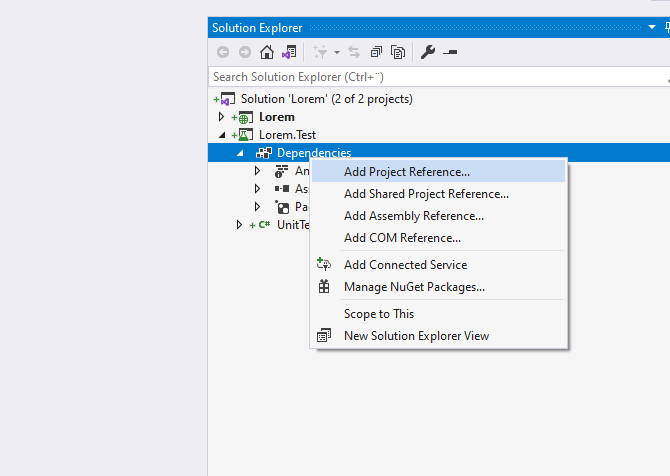 Solution Explorer
Search Solution Explorer (Ctrl+¨)
Solution 'Lorem' (2 of 2 projects)
Lorem
Lorem.Test
Dependencies
Add Project Reference...
Add Shared Project Reference...
Add Assembly Reference...
Add COM Reference...
Add Connected Service
Manage NuGet Packages...
Scope to This
New Solution Explorer View
An
Ass
Pac
C# UnitTe